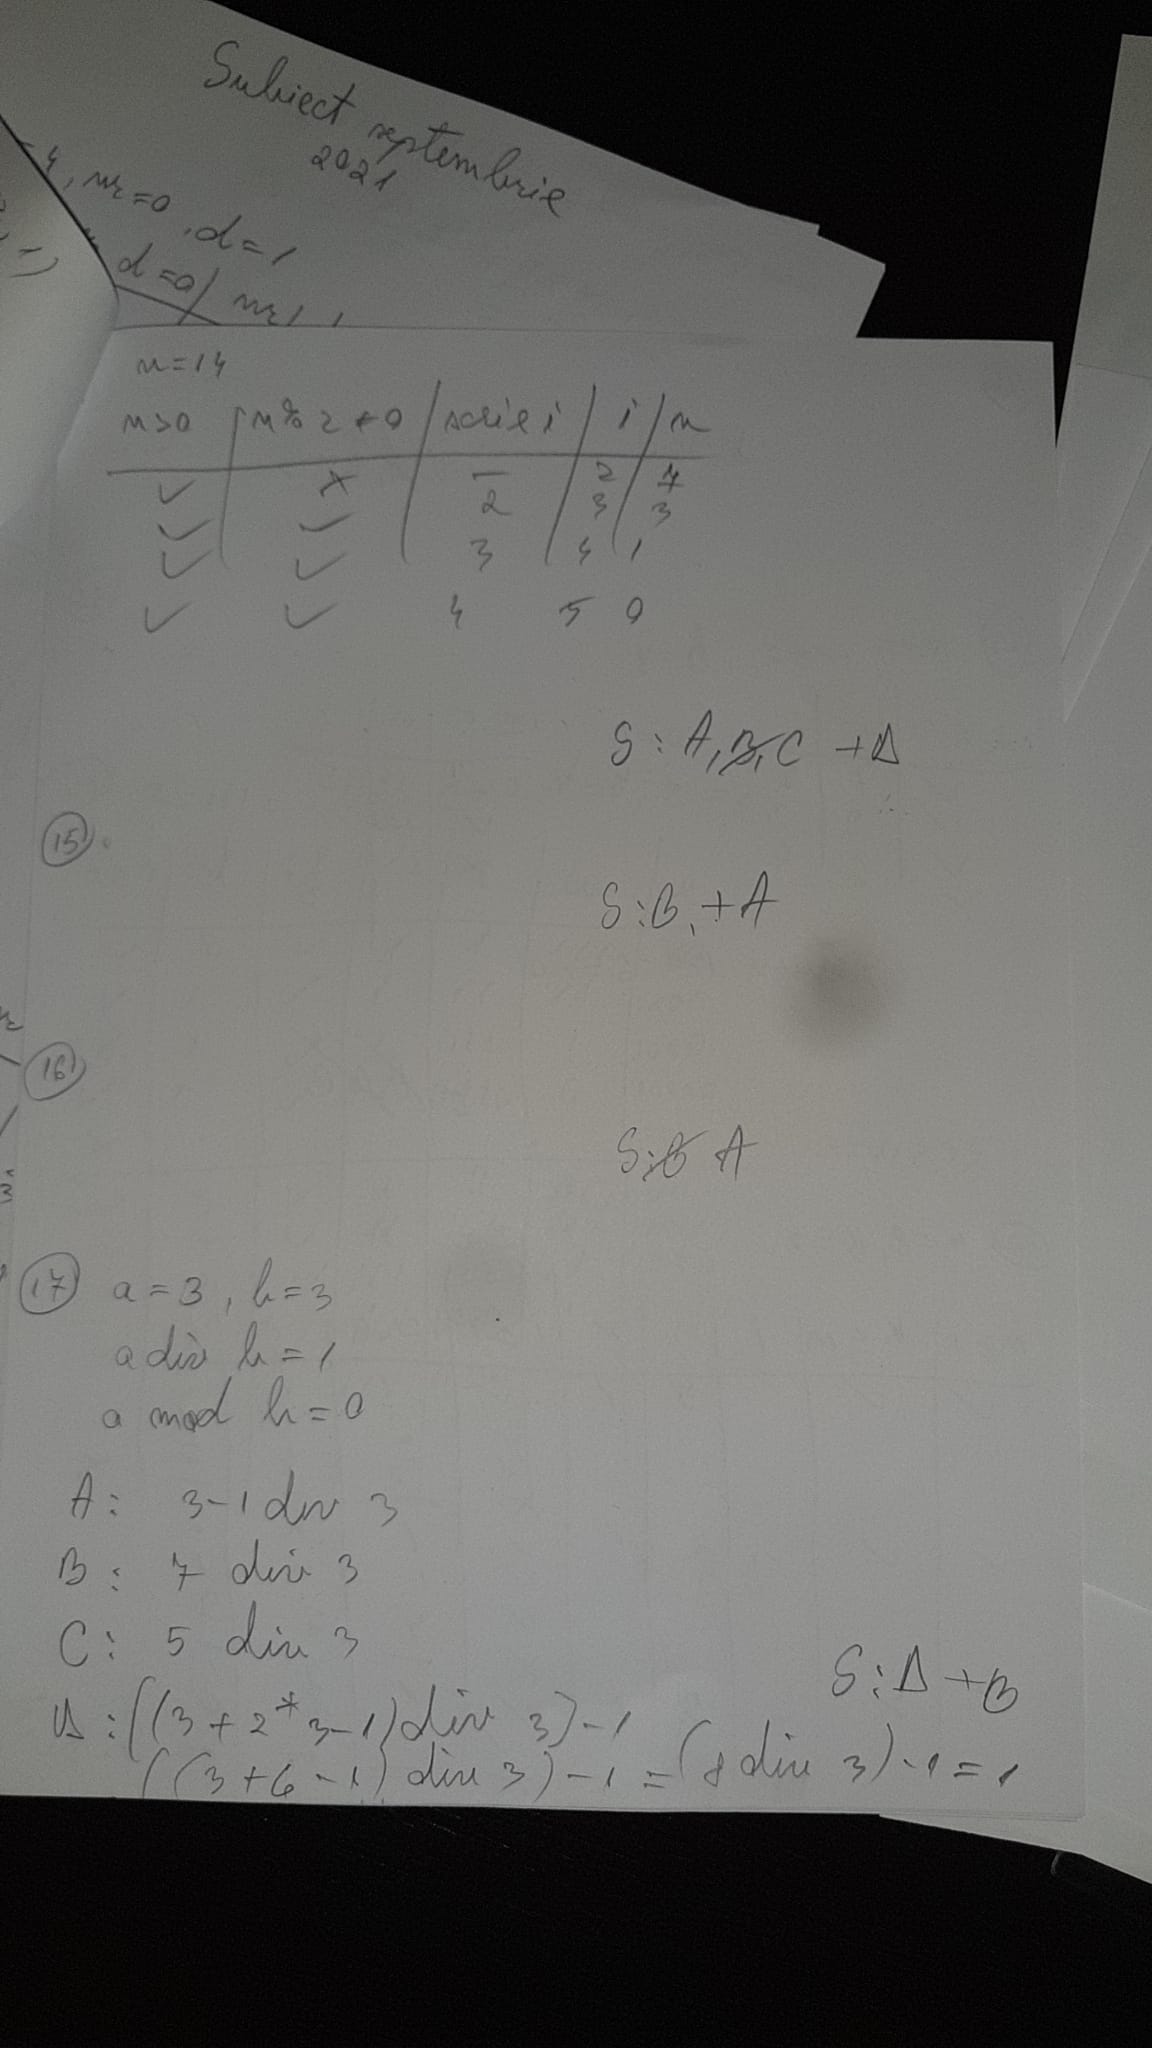 Subiect septembrie
2021
4, nr=0, d=1
d=0/ nr
n=14
n>0 | n%2≠0 | scrie i | i | n
✓ ✗ — 2 7
✓ ✓ 2 3 3
✓ ✓ 3 4 1
✓ ✓ 4 5 0
S: A, B, C + D
15.
S: B, + A
16
S: B A
17 a=3, b=3
a div b=1
a mod b=0
A: 3-1 div 3
B: 7 div 3
C: 5 div 3
S: D + B
D: ((3+2*3-1) div 3)-1
((3+6-1) div 3)-1 = (8 div 3)-1=1